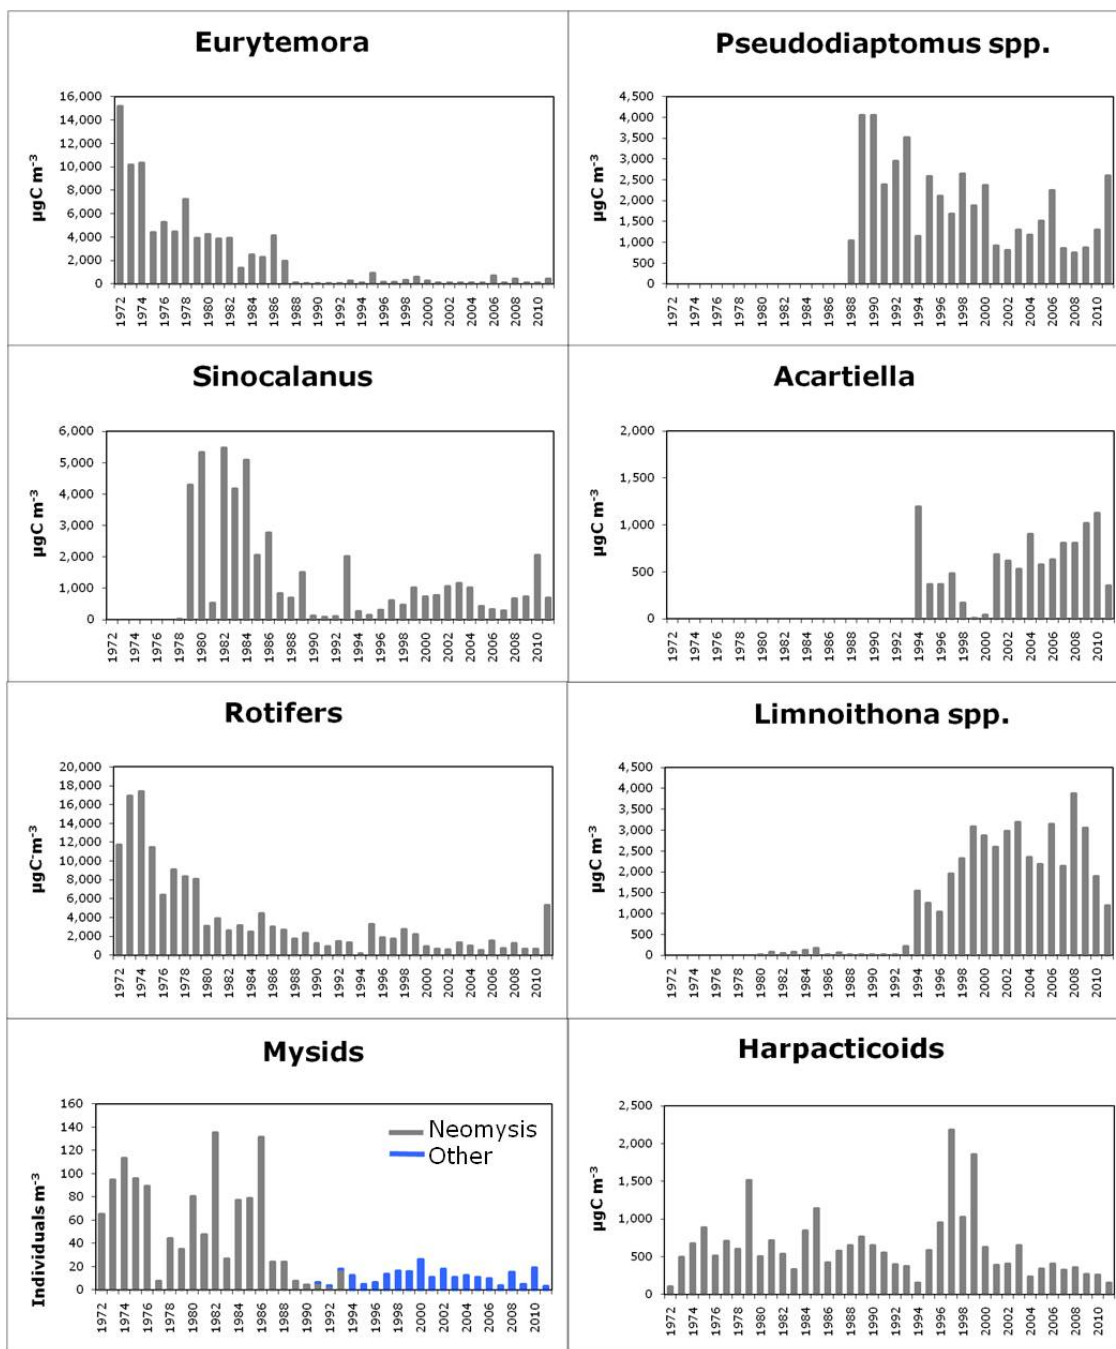 Eurytemora
µgC m-3
16,000
14,000
12,000
10,000
8,000
6,000
4,000
2,000
0
1972 1974 1976 1978 1980 1982 1984 1986 1988 1990 1992 1994 1996 1998 2000 2002 2004 2006 2008 2010
Pseudodiaptomus spp.
µgC m-3
4,500
4,000
3,500
3,000
2,500
2,000
1,500
1,000
500
0
1972 1974 1976 1978 1980 1982 1984 1986 1988 1990 1992 1994 1996 1998 2000 2002 2004 2006 2008 2010
Sinocalanus
µgC m-3
6,000
5,000
4,000
3,000
2,000
1,000
0
1972 1974 1976 1978 1980 1982 1984 1986 1988 1990 1992 1994 1996 1998 2000 2002 2004 2006 2008 2010
Acartiella
µgC m-3
2,000
1,500
1,000
500
0
1972 1974 1976 1978 1980 1982 1984 1986 1988 1990 1992 1994 1996 1998 2000 2002 2004 2006 2008 2010
Rotifers
µgC-m-3
20,000
18,000
16,000
14,000
12,000
10,000
8,000
6,000
4,000
2,000
0
1972 1974 1976 1978 1980 1982 1984 1986 1988 1990 1992 1994 1996 1998 2000 2002 2004 2006 2008 2010
Limnoithona spp.
µgC m-3
4,500
4,000
3,500
3,000
2,500
2,000
1,500
1,000
500
0
1972 1974 1976 1978 1980 1982 1984 1986 1988 1990 1992 1994 1996 1998 2000 2002 2004 2006 2008 2010
Mysids
Individuals m-3
160
140
120
100
80
60
40
20
0
Neomysis
Other
1972 1974 1976 1978 1980 1982 1984 1986 1988 1990 1992 1994 1996 1998 2000 2002 2004 2006 2008 2010
Harpacticoids
µgC m-3
2,500
2,000
1,500
1,000
500
0
1972 1974 1976 1978 1980 1982 1984 1986 1988 1990 1992 1994 1996 1998 2000 2002 2004 2006 2008 2010